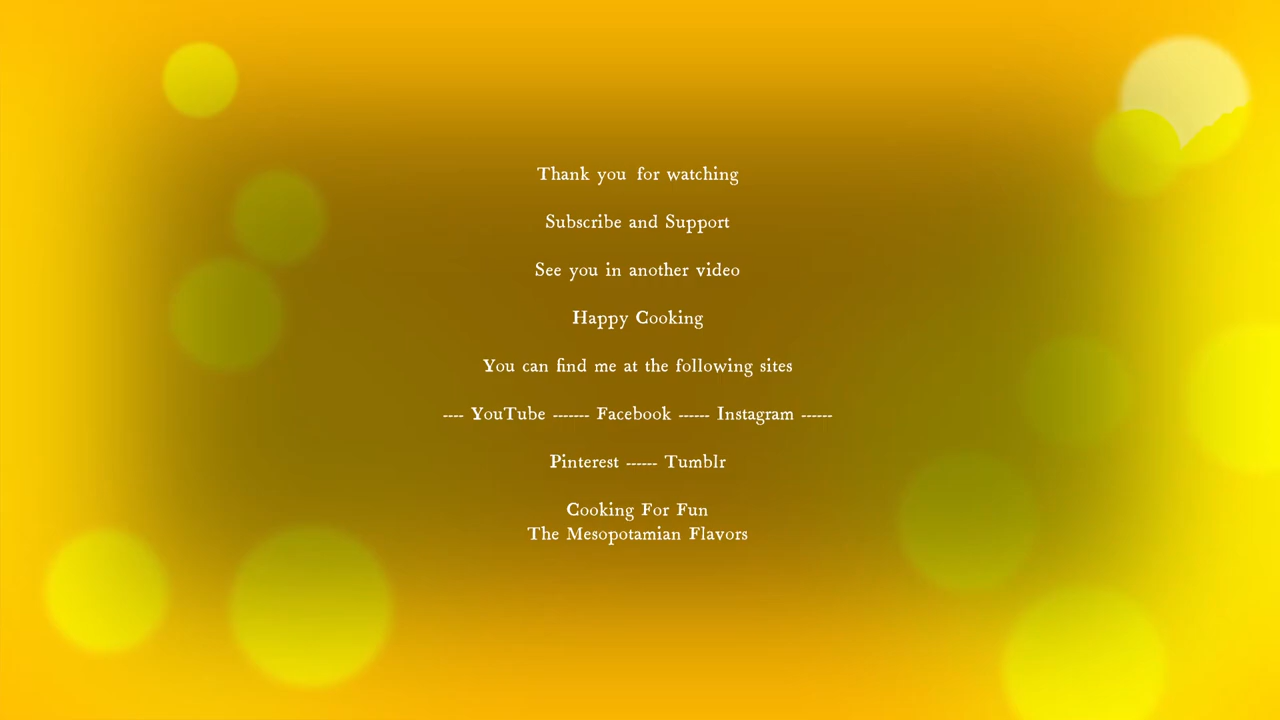 Thank you for watching
Subscribe and Support
See you in another video
Happy Cooking
You can find me at the following sites
---- YouTube ------- Facebook ------ Instagram ------
Pinterest ------ Tumblr
Cooking For Fun
The Mesopotamian Flavors